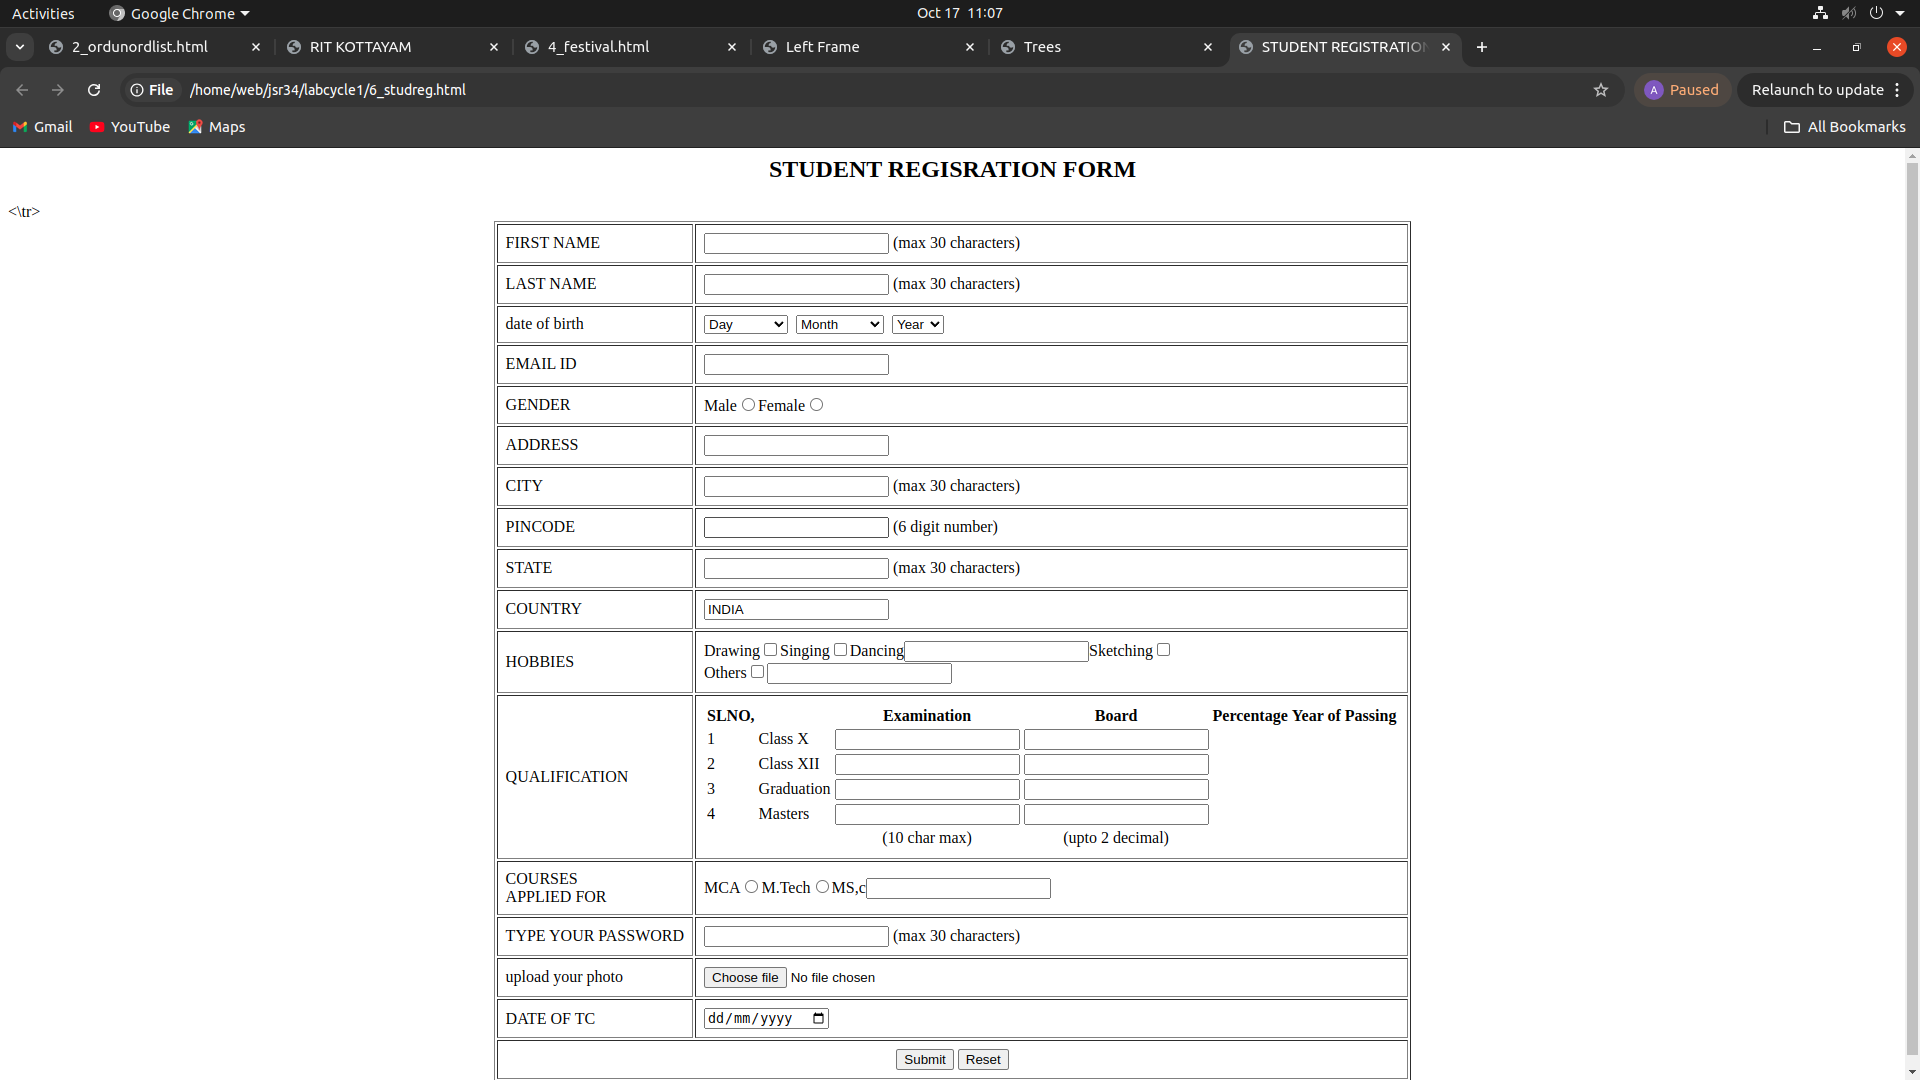 Activities Google Chrome Oct 17 11:07
2_ordunordlist.html RIT KOTTAYAM 4_festival.html Left Frame Trees STUDENT REGISTRATION
File /home/web/jsr34/labcycle1/6_studreg.html A Paused Relaunch to update
Gmail YouTube Maps All Bookmarks
STUDENT REGISRATION FORM
<\tr>
FIRST NAME (max 30 characters)
LAST NAME (max 30 characters)
date of birth Day Month Year
EMAIL ID
GENDER Male Female
ADDRESS
CITY (max 30 characters)
PINCODE (6 digit number)
STATE (max 30 characters)
COUNTRY INDIA
HOBBIES Drawing Singing Dancing Sketching
Others
QUALIFICATION
SLNO, Examination Board Percentage Year of Passing
1 Class X
2 Class XII
3 Graduation
4 Masters
(10 char max) (upto 2 decimal)
COURSES
APPLIED FOR
MCA M.Tech MS,c
TYPE YOUR PASSWORD (max 30 characters)
upload your photo Choose file No file chosen
DATE OF TC dd/mm/yyyy
Submit Reset